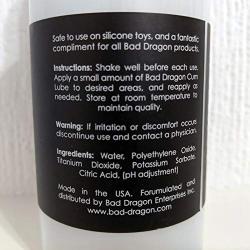 Safe to use on silicone toys, and a fantastic
compliment for all Bad Dragon products.
Instructions: Shake well before each use.
Apply a small amount of Bad Dragon Cum
Lube to desired areas, and reapply as
needed. Store at room temperature to
maintain quality.
Warning: If irritation or discomfort occurs
discontinue use and contact a physician.
Ingredients: Water, Polyethylene Oxide,
Titanium Dioxide, Potassium Sorbate,
Citric Acid, (pH adjustment)
Made in the USA. Forumulated and
distributed by Bad Dragon Enterprises Inc.
www.bad-dragon.com